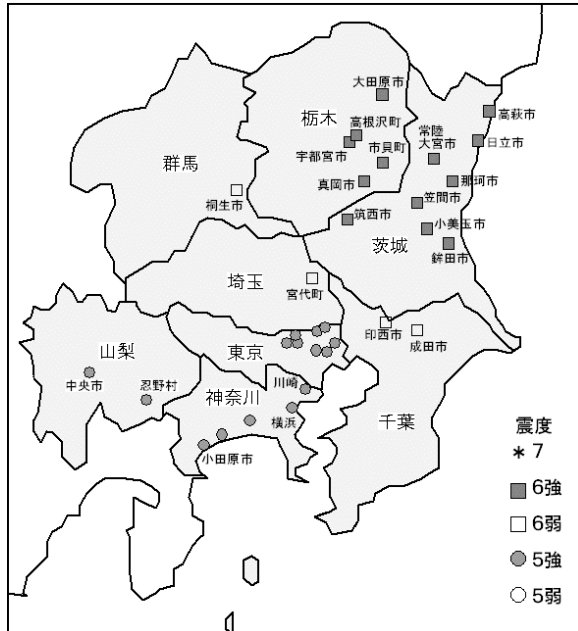 大田原市
栃木
高根沢町
宇都宮市
市貝町
真岡市
常陸
大宮市
高萩市
日立市
那珂市
笠間市
小美玉市
筑西市
茨城
鉾田市
群馬
桐生市
埼玉
宮代町
印西市
成田市
山梨
中央市
忍野村
東京
川崎
神奈川
横浜
小田原市
千葉
震度
* 7
6強
6弱
5強
5弱